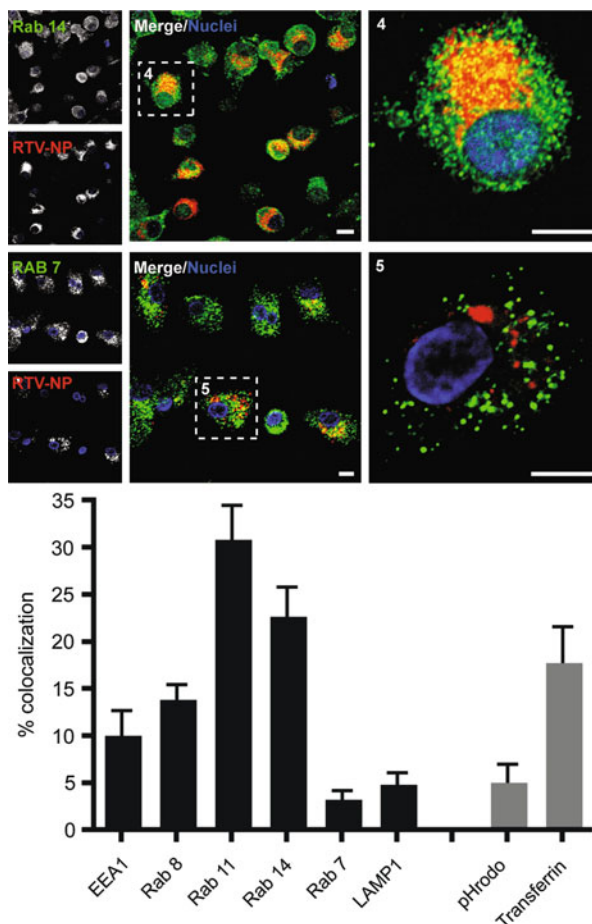 Rab 14
Merge/Nuclei
4
4
RTV-NP
RAB 7
Merge/Nuclei
5
5
RTV-NP
35
30
25
20
15
10
5
0
% colocalization
EEA1
Rab 8
Rab 11
Rab 14
Rab 7
LAMP1
pHrodo
Transferrin